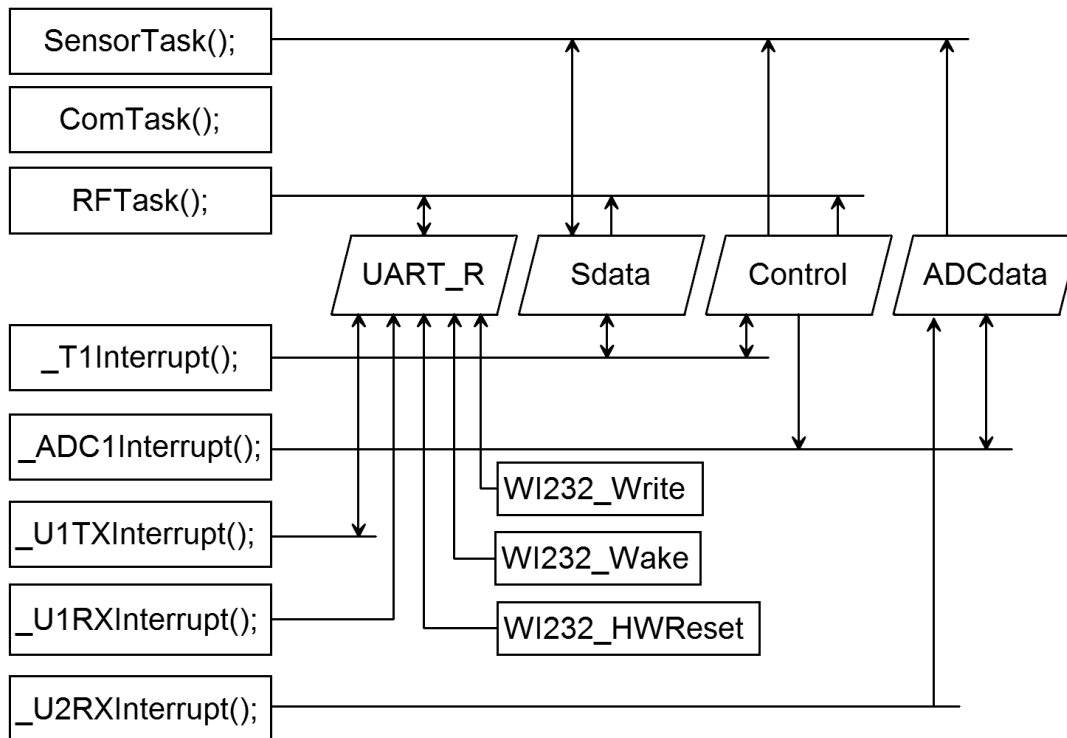 SensorTask();
ComTask();
RFTask();
UART_R
Sdata
Control
ADCdata
_T1Interrupt();
_ADC1Interrupt();
WI232_Write
_U1TXInterrupt();
WI232_Wake
_U1RXInterrupt();
WI232_HWReset
_U2RXInterrupt();